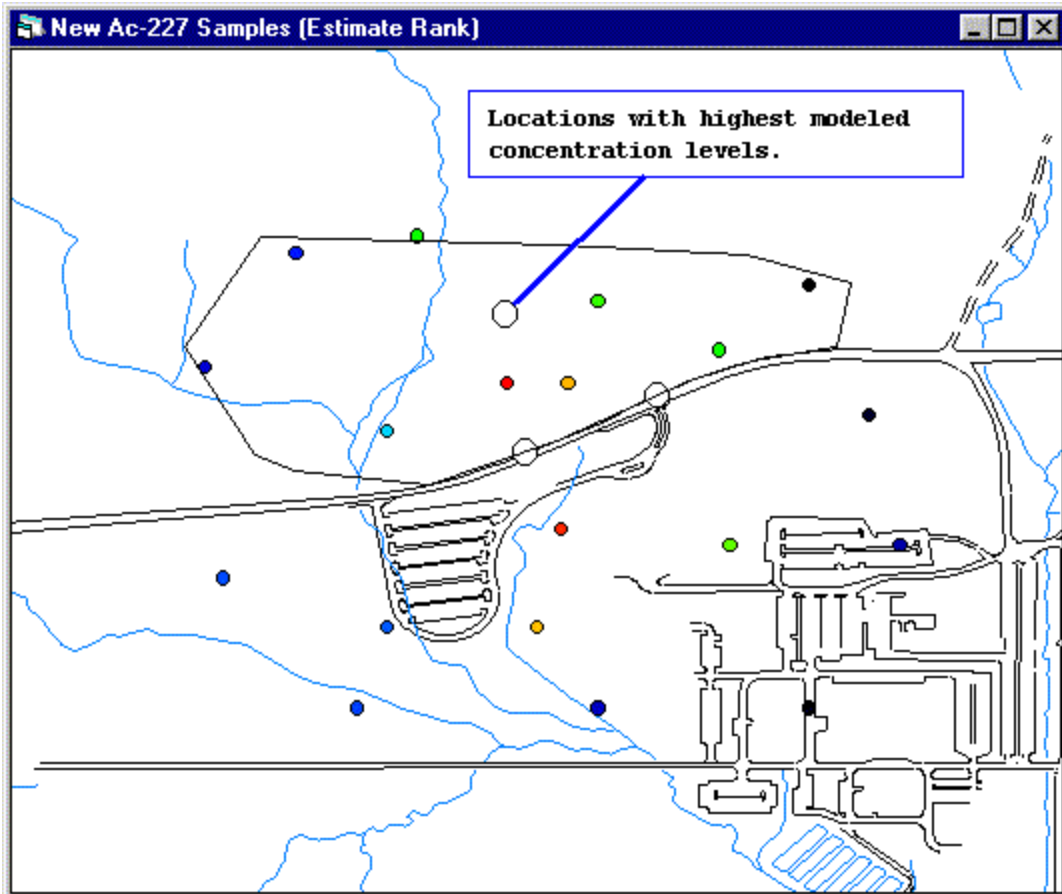 New Ac-227 Samples (Estimate Rank)
Locations with highest modeled
concentration levels.